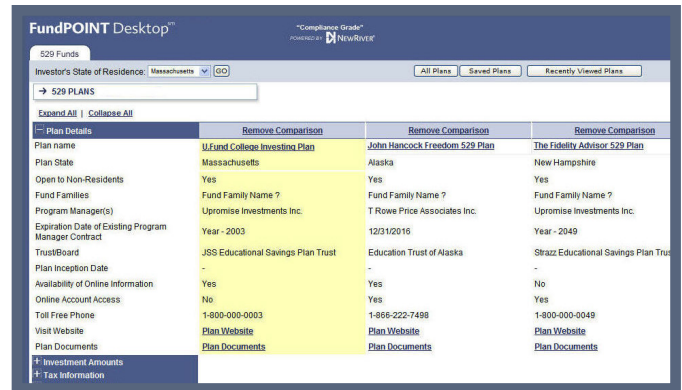 FundPOINT Desktop℠
"Compliance Grade"
POWERED BY NEWRIVER®
529 Funds
Investor's State of Residence: Massachusetts GO All Plans Saved Plans Recently Viewed Plans
→ 529 PLANS
Expand All | Collapse All
Plan Details Remove Comparison Remove Comparison Remove Comparison
Plan name U.Fund College Investing Plan John Hancock Freedom 529 Plan The Fidelity Advisor 529 Plan
Plan State Massachusetts Alaska New Hampshire
Open to Non-Residents Yes Yes Yes
Fund Families Fund Family Name ? Fund Family Name ? Fund Family Name ?
Program Manager(s) Upromise Investments Inc. T Rowe Price Associates Inc. Upromise Investments Inc.
Expiration Date of Existing Program
Manager Contract Year - 2003 12/31/2016 Year - 2049
Trust/Board JSS Educational Savings Plan Trust Education Trust of Alaska Strazz Educational Savings Plan Trus
Plan Inception Date - - -
Availability of Online Information Yes Yes No
Online Account Access No Yes Yes
Toll Free Phone 1-800-000-0003 1-866-222-7498 1-800-000-0049
Visit Website Plan Website Plan Website Plan Website
Plan Documents Plan Documents Plan Documents Plan Documents
+ Investment Amounts
+ Tax Information